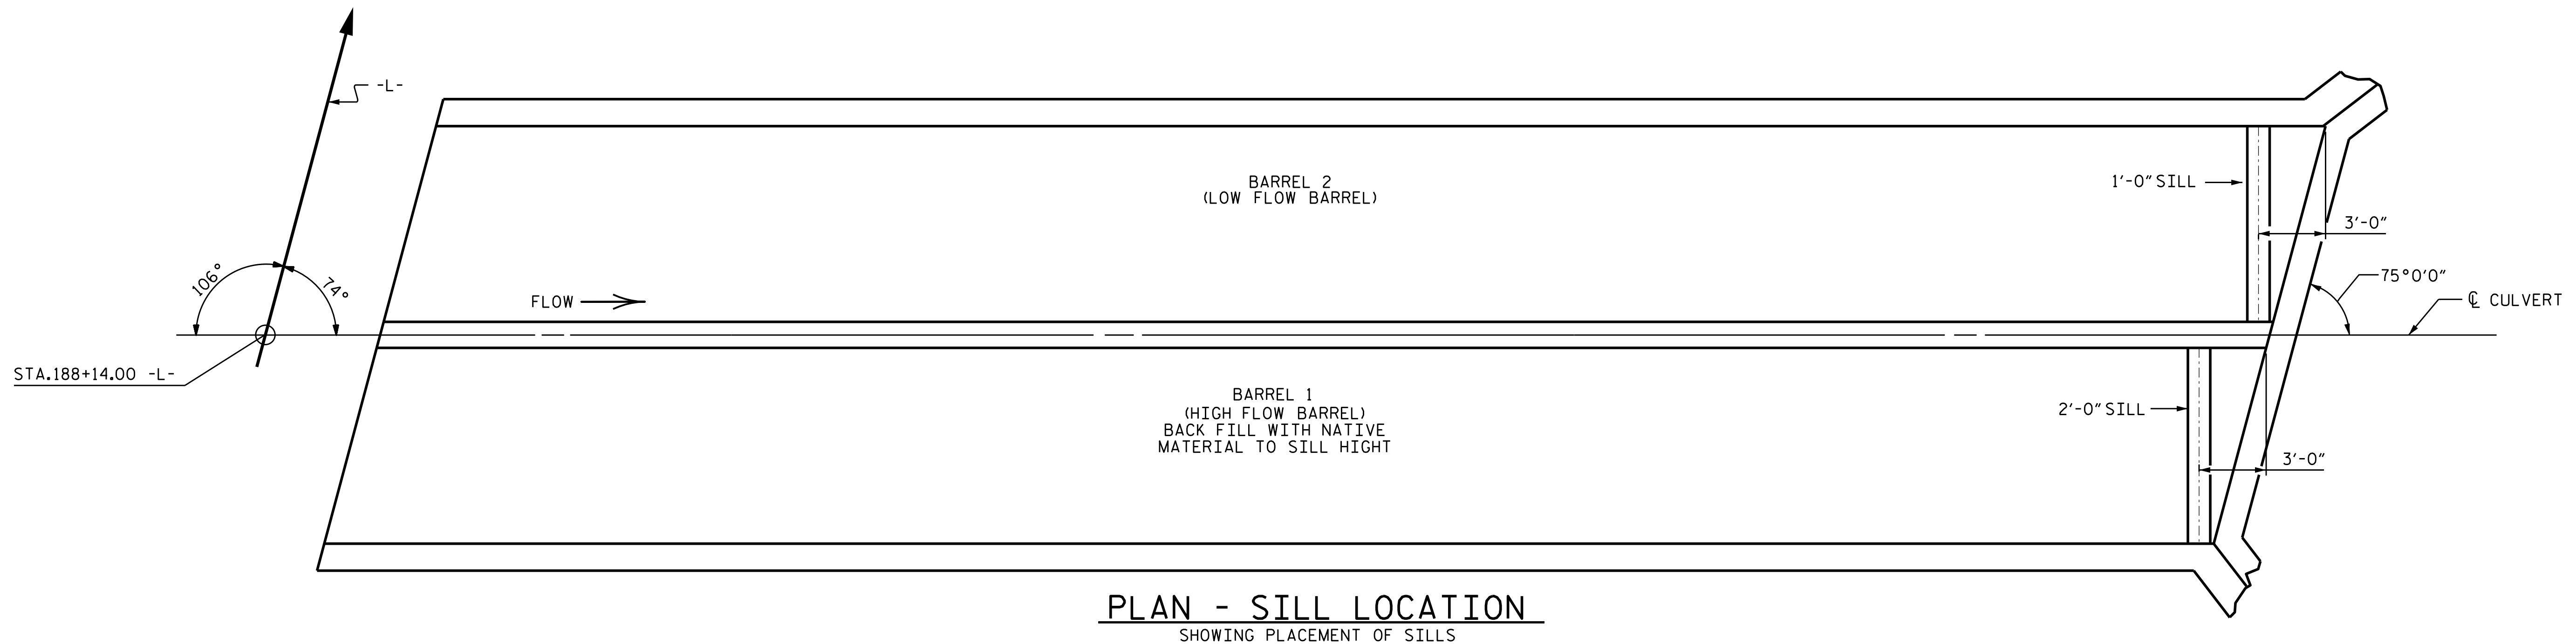 -L-
106°
74°
STA.188+14.00 -L-
FLOW
BARREL 2
(LOW FLOW BARREL)
1'-0" SILL
3'-0"
75°0'0"
℄ CULVERT
BARREL 1
(HIGH FLOW BARREL)
BACK FILL WITH NATIVE
MATERIAL TO SILL HIGHT
2'-0" SILL
3'-0"
PLAN - SILL LOCATION
SHOWING PLACEMENT OF SILLS